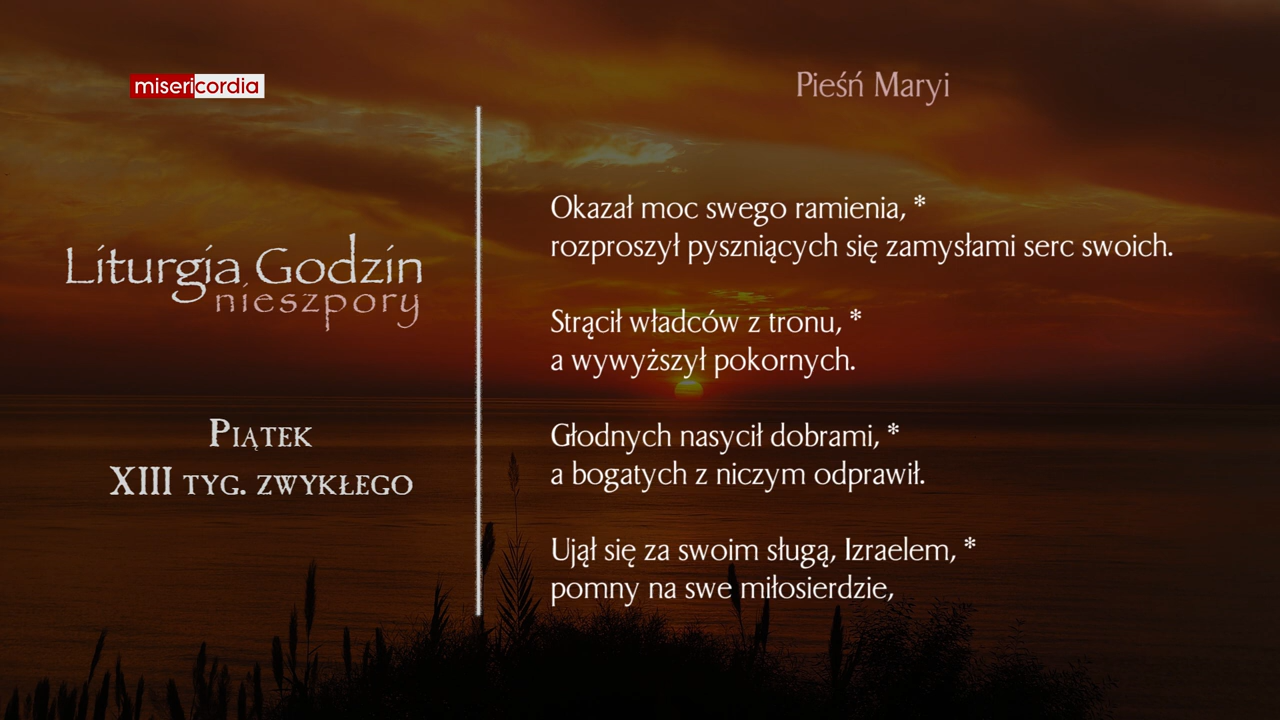 misericordia
Liturgia Godzin
nieszpory
Piątek
XIII tyg. zwykłego
Pieśń Maryi
Okazał moc swego ramienia, *
rozproszył pyszniących się zamysłami serc swoich.
Strącił władców z tronu, *
a wywyższył pokornych.
Głodnych nasycił dobrami, *
a bogatych z niczym odprawił.
Ujął się za swoim sługą, Izraelem, *
pomny na swe miłosierdzie,